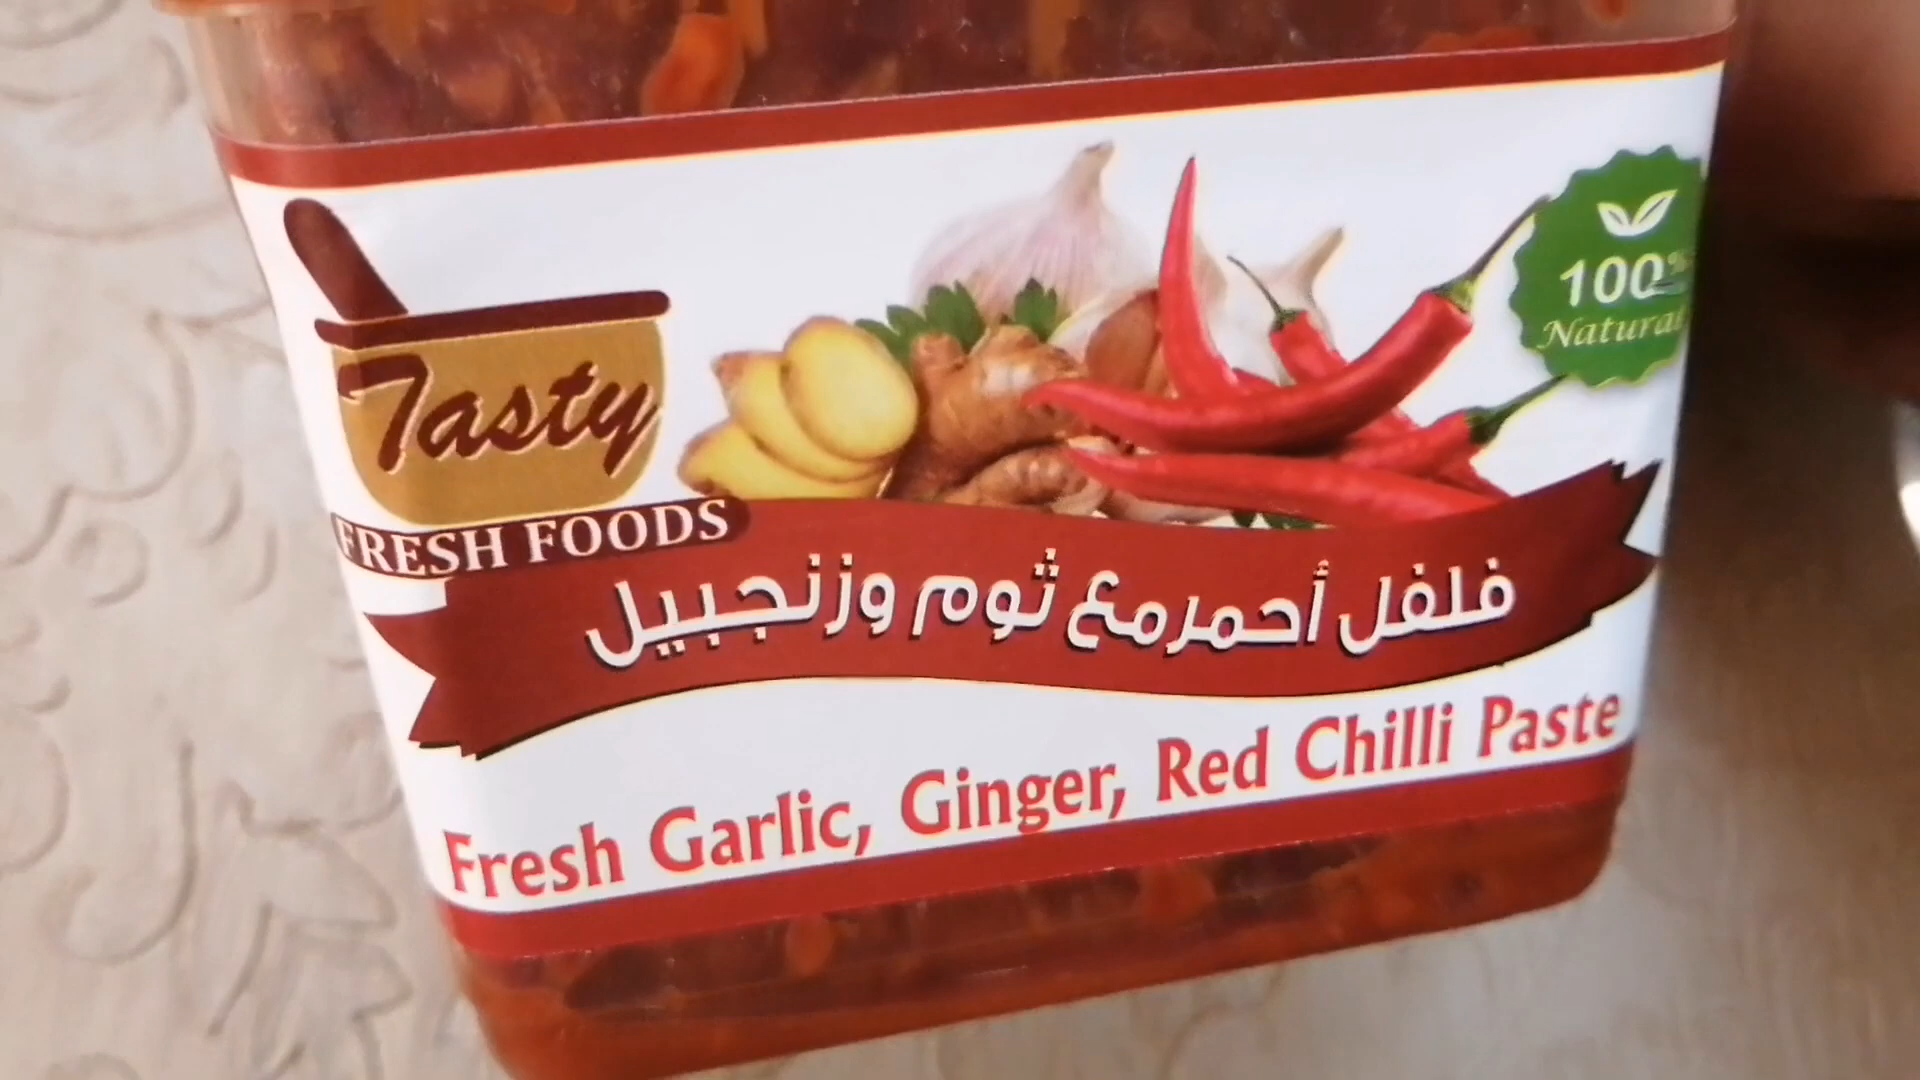 100%
Natural
Tasty
FRESH FOODS
فلفل أحمر مع ثوم وزنجبيل
Fresh Garlic, Ginger, Red Chilli Paste